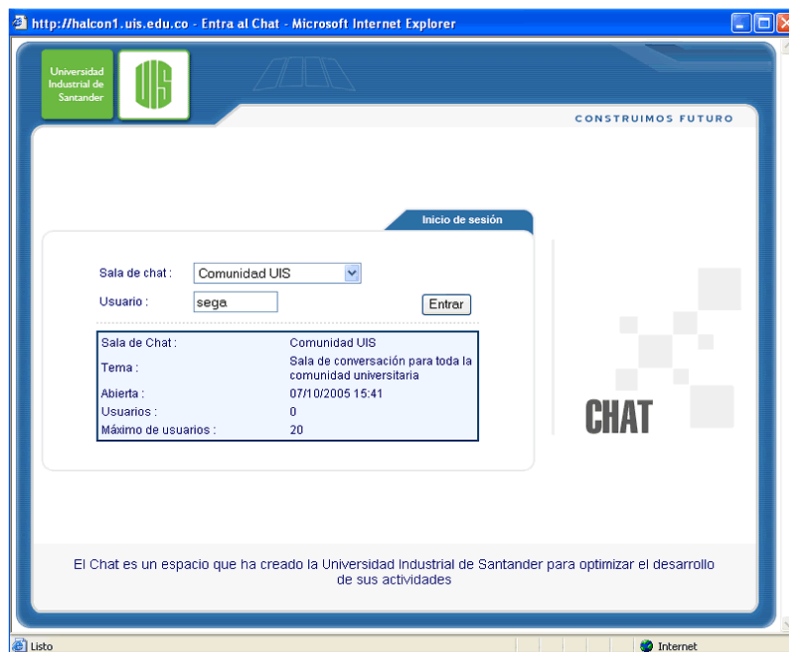 http://halcon1.uis.edu.co - Entra al Chat - Microsoft Internet Explorer
Universidad
Industrial de
Santander
UIS
CONSTRUIMOS FUTURO
Inicio de sesión
Sala de chat : Comunidad UIS
Usuario : sega Entrar
Sala de Chat : Comunidad UIS
Tema : Sala de conversación para toda la
comunidad universitaria
Abierta : 07/10/2005 15:41
Usuarios : 0
Máximo de usuarios : 20
CHAT
El Chat es un espacio que ha creado la Universidad Industrial de Santander para optimizar el desarrollo
de sus actividades
Listo Internet